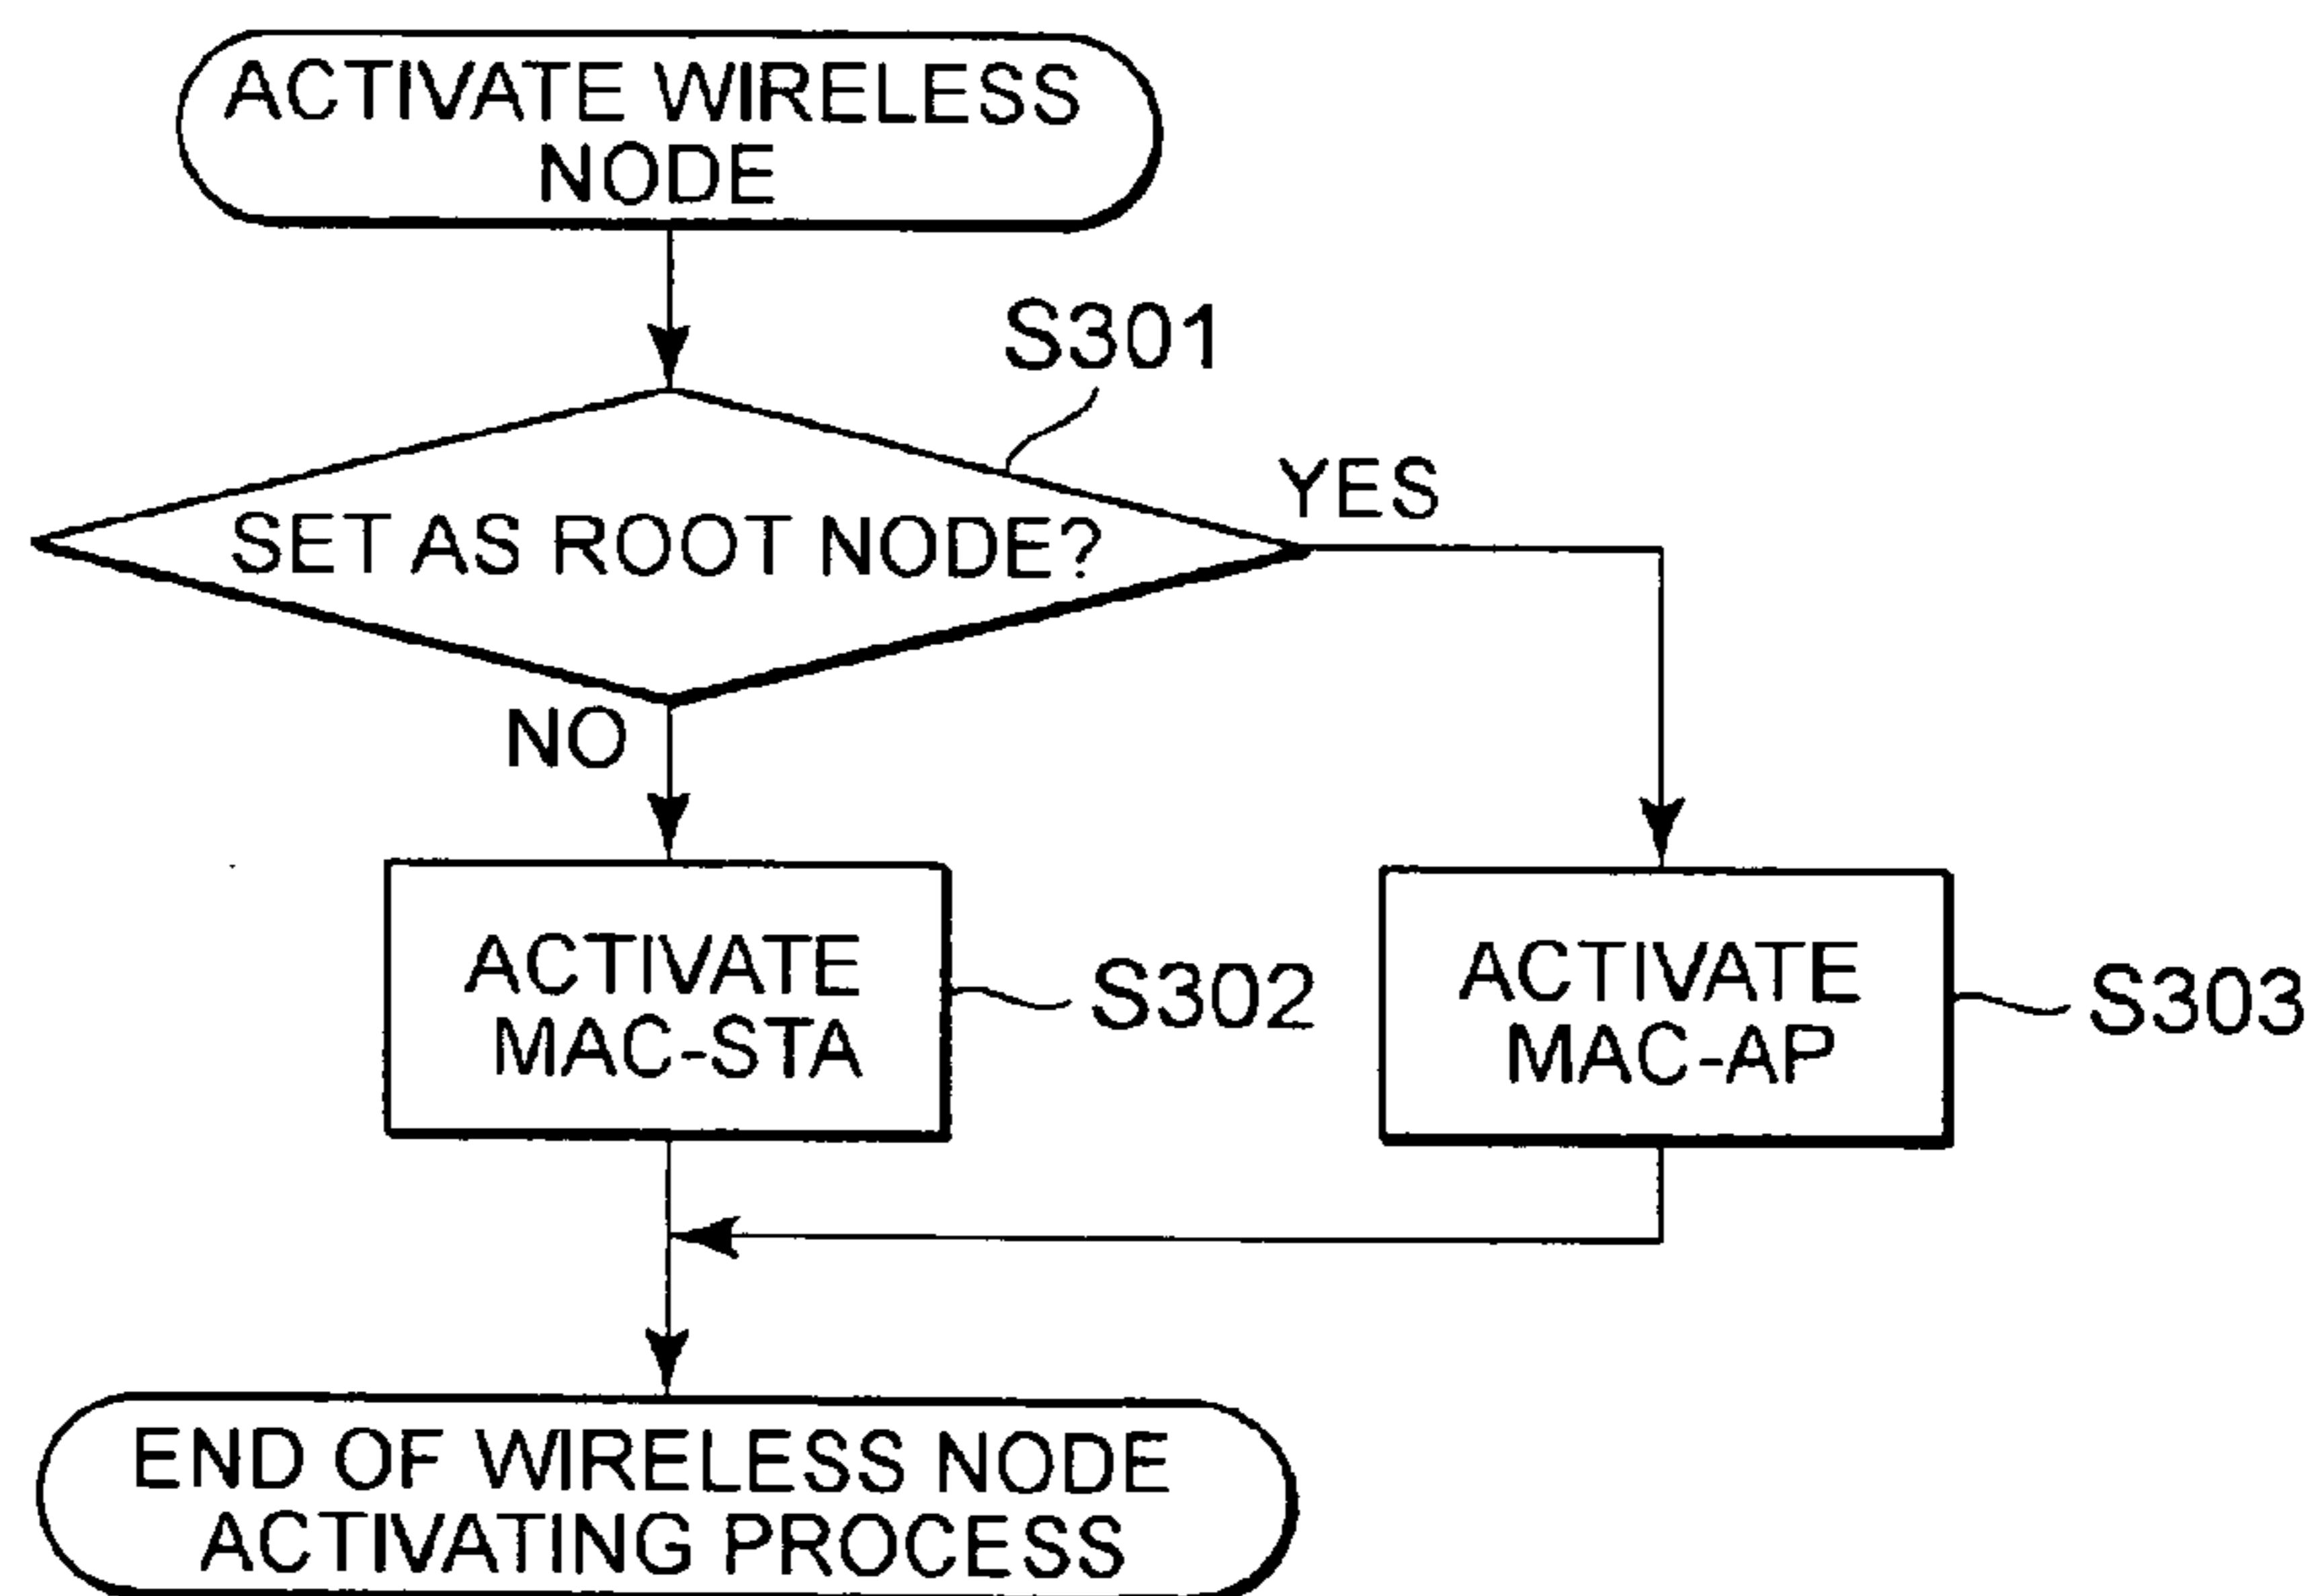 ACTIVATE WIRELESS
NODE
S301
SET AS ROOT NODE?
YES
NO
ACTIVATE
MAC-STA
S302
ACTIVATE
MAC-AP
S303
END OF WIRELESS NODE
ACTIVATING PROCESS